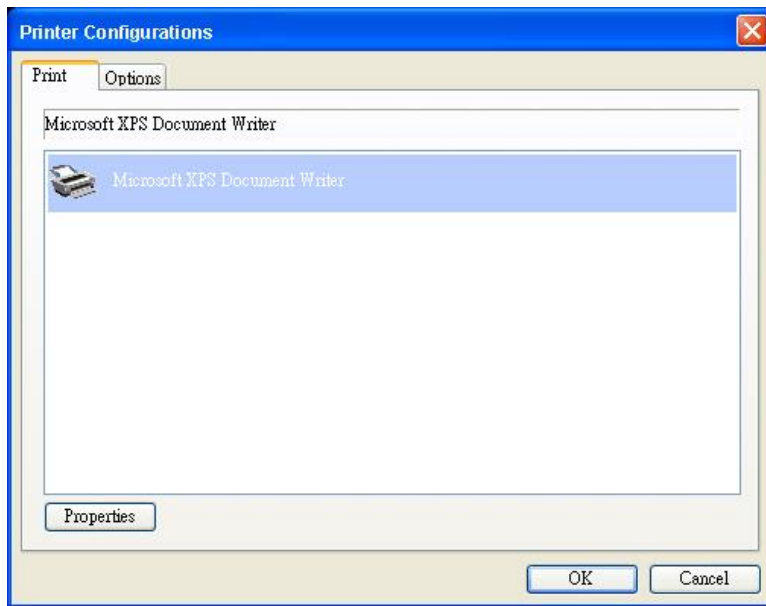 Printer Configurations
Print Options
Microsoft XPS Document Writer
Microsoft XPS Document Writer
Properties
OK Cancel